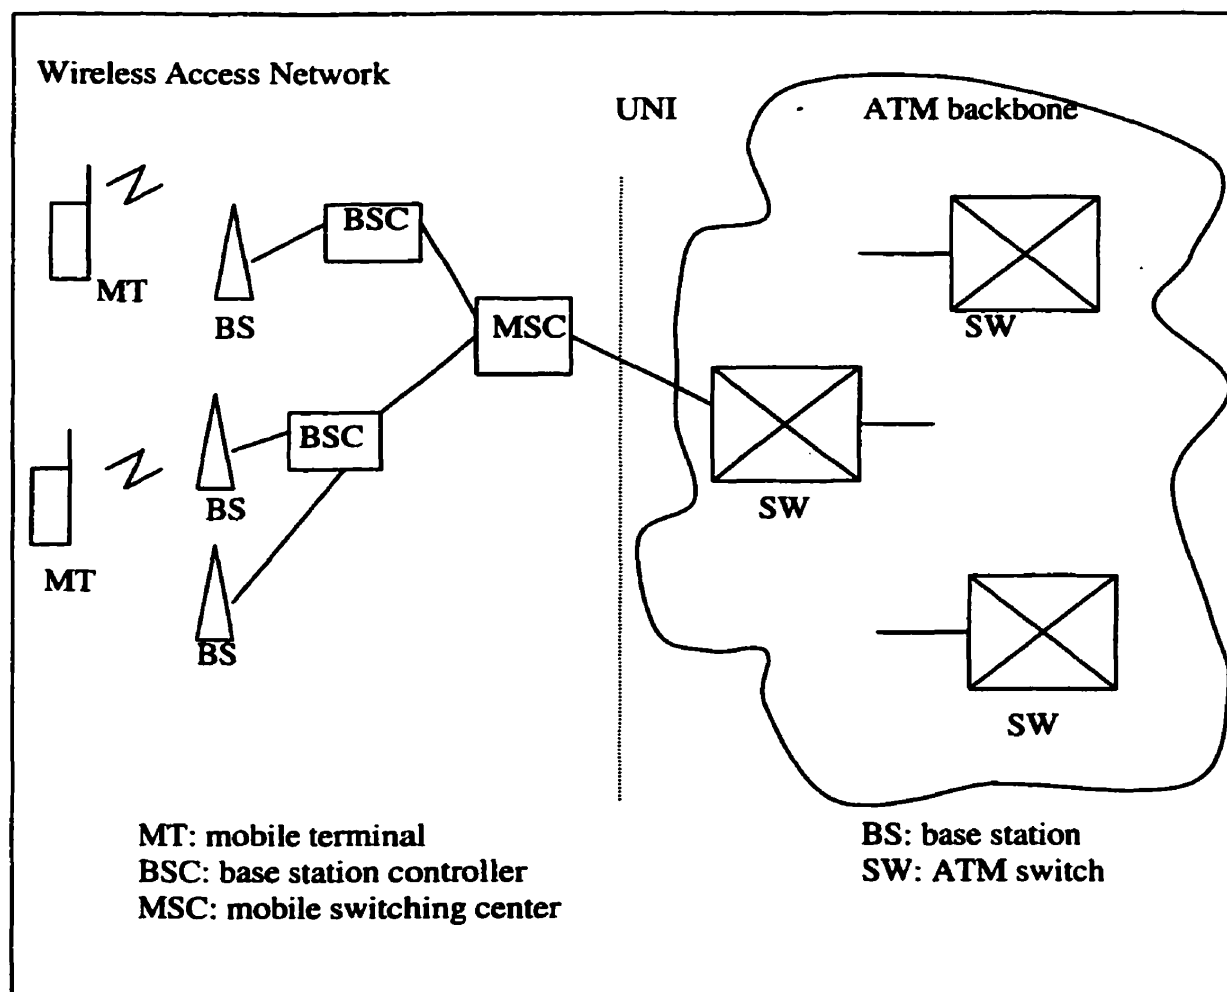 Wireless Access Network
UNI
ATM backbone
BSC
MT
BS
SW
MSC
BSC
BS
SW
MT
BS
SW
MT: mobile terminal
BSC: base station controller
MSC: mobile switching center
BS: base station
SW: ATM switch